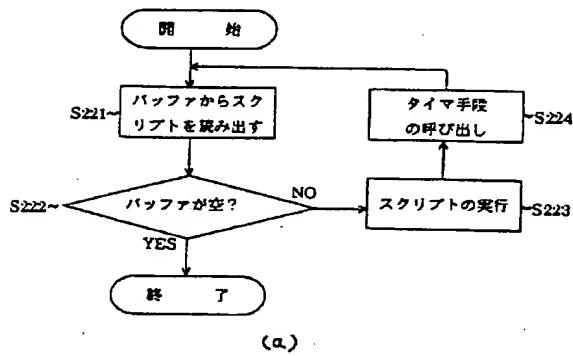 開 始
S221~
バッファからスク
リプトを読み出す
S222~
バッファが空?
NO
YES
スクリプトの実行
~S223
タイマ手段
の呼び出し
~S224
終 了
(a)